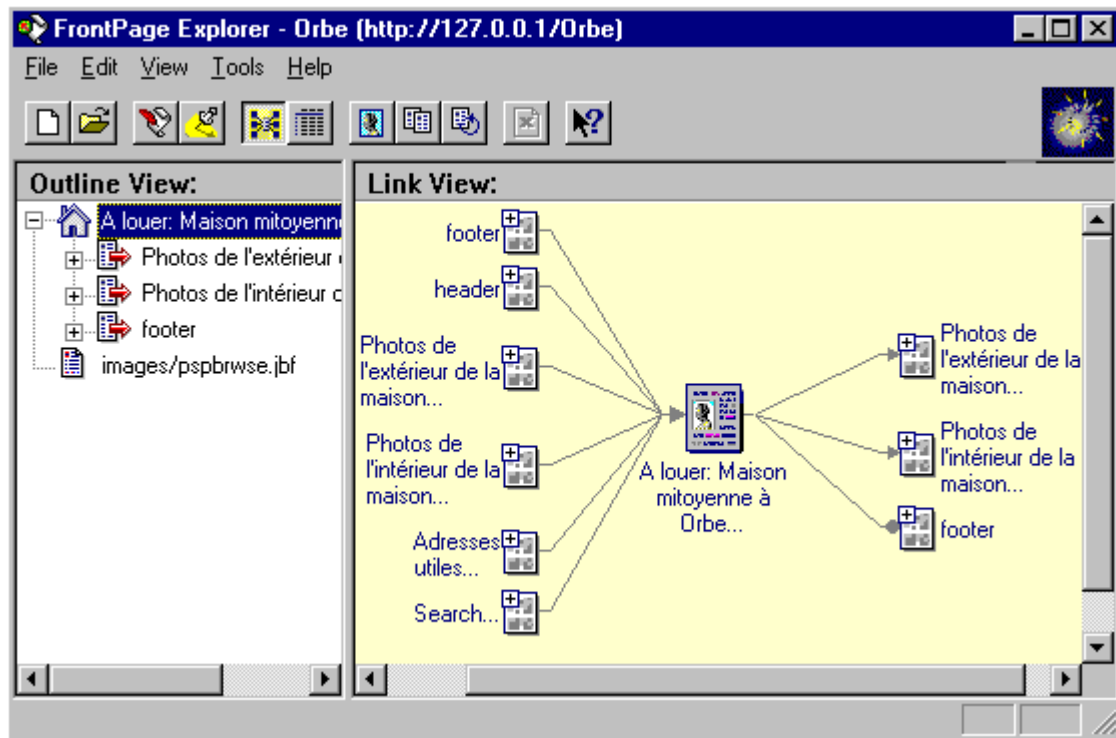 FrontPage Explorer - Orbe (http://127.0.0.1/Orbe)
File Edit View Tools Help
Outline View:
A louer: Maison mitoyenn
Photos de l'extérieur
Photos de l'intérieur
footer
images/pspbrwse.jbf
Link View:
footer
header
Photos de
l'extérieur de la
maison...
Photos de
l'intérieur de la
maison...
Adresses
utiles...
Search...
A louer: Maison
mitoyenne à
Orbe...
Photos de
l'extérieur de la
maison...
Photos de
l'intérieur de la
maison...
footer